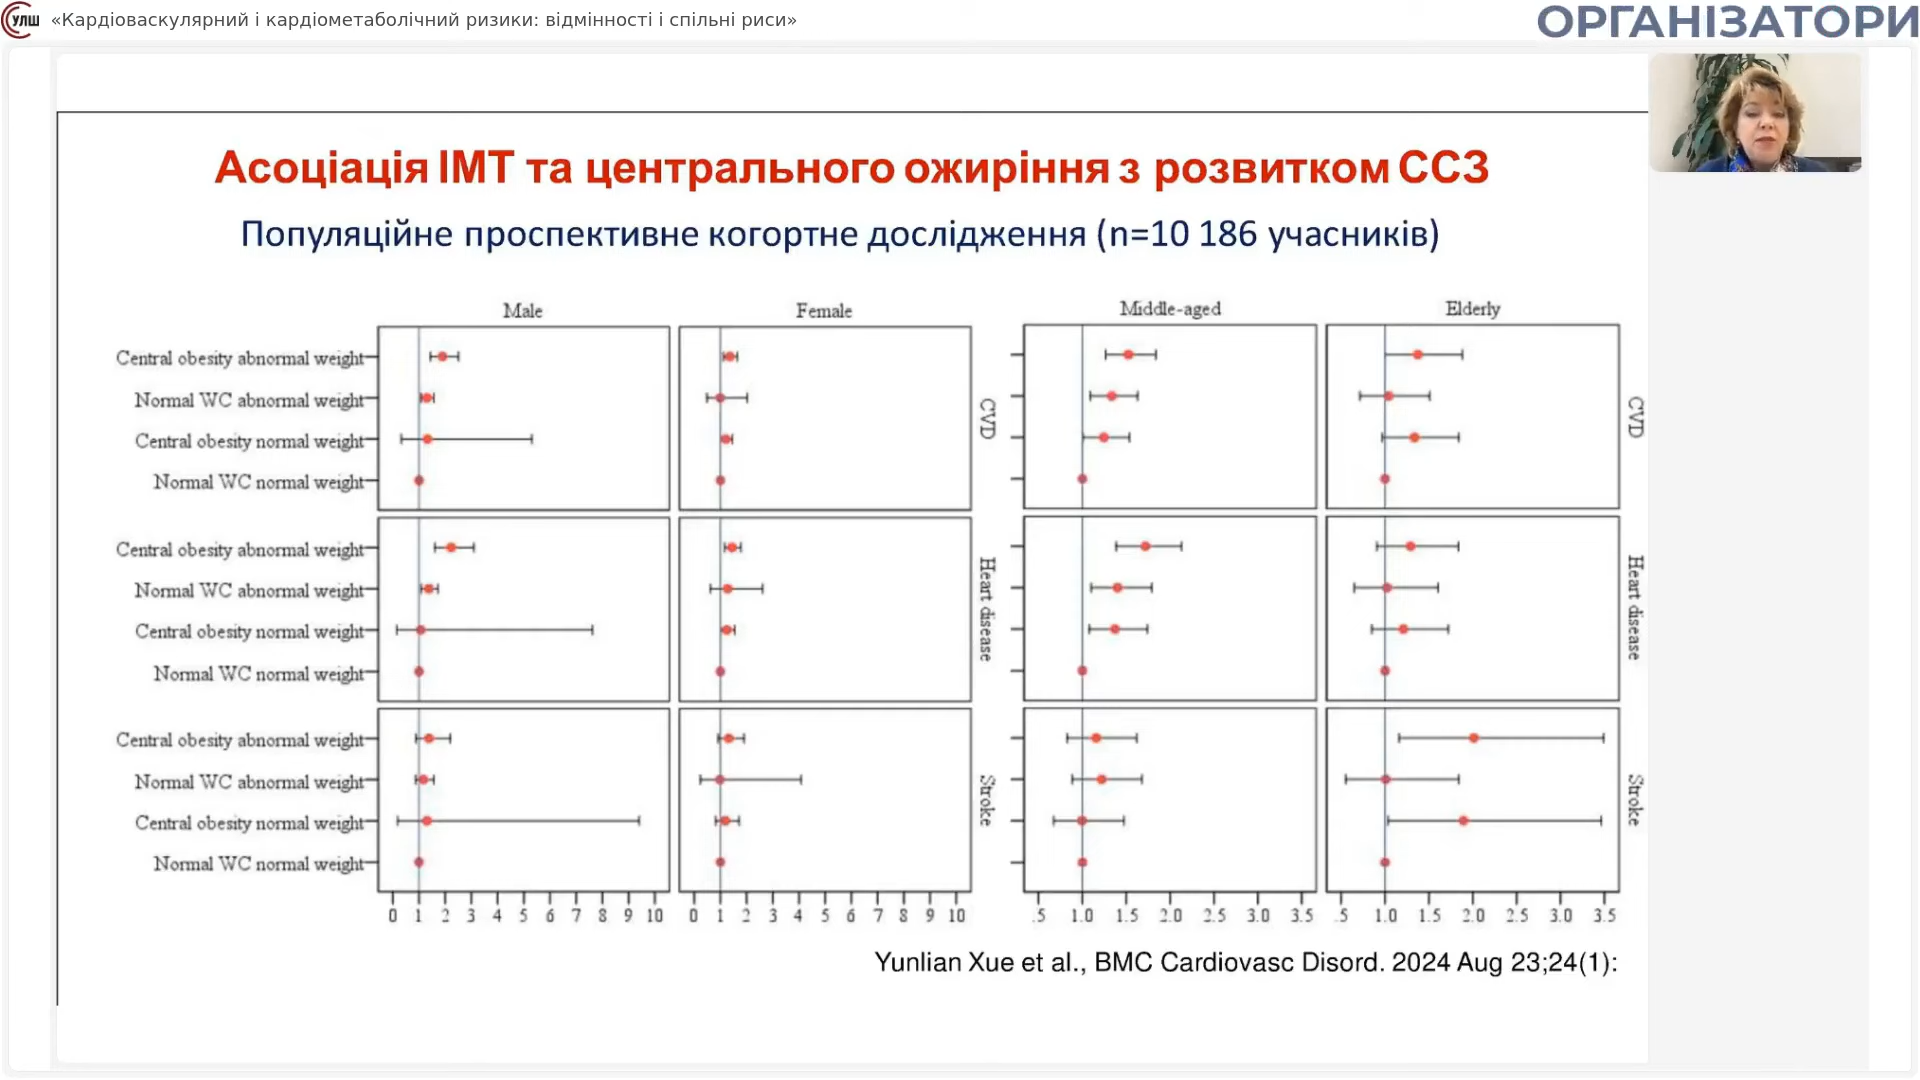 УЛШ «Кардіоваскулярний і кардіометаболічний ризики: відмінності і спільні риси»
ОРГАНІЗАТОРИ
Асоціація ІМТ та центрального ожиріння з розвитком ССЗ
Популяційне проспективне когортне дослідження (n=10 186 учасників)
Male Female Middle-aged Elderly
Central obesity abnormal weight
Normal WC abnormal weight
Central obesity normal weight
Normal WC normal weight
CVD CVD
Central obesity abnormal weight
Normal WC abnormal weight
Central obesity normal weight
Normal WC normal weight
Heart disease Heart disease
Central obesity abnormal weight
Normal WC abnormal weight
Central obesity normal weight
Normal WC normal weight
Stroke Stroke
0 1 2 3 4 5 6 7 8 9 10 0 1 2 3 4 5 6 7 8 9 10 .5 1.0 1.5 2.0 2.5 3.0 3.5 .5 1.0 1.5 2.0 2.5 3.0 3.5
Yunlian Xue et al., BMC Cardiovasc Disord. 2024 Aug 23;24(1):